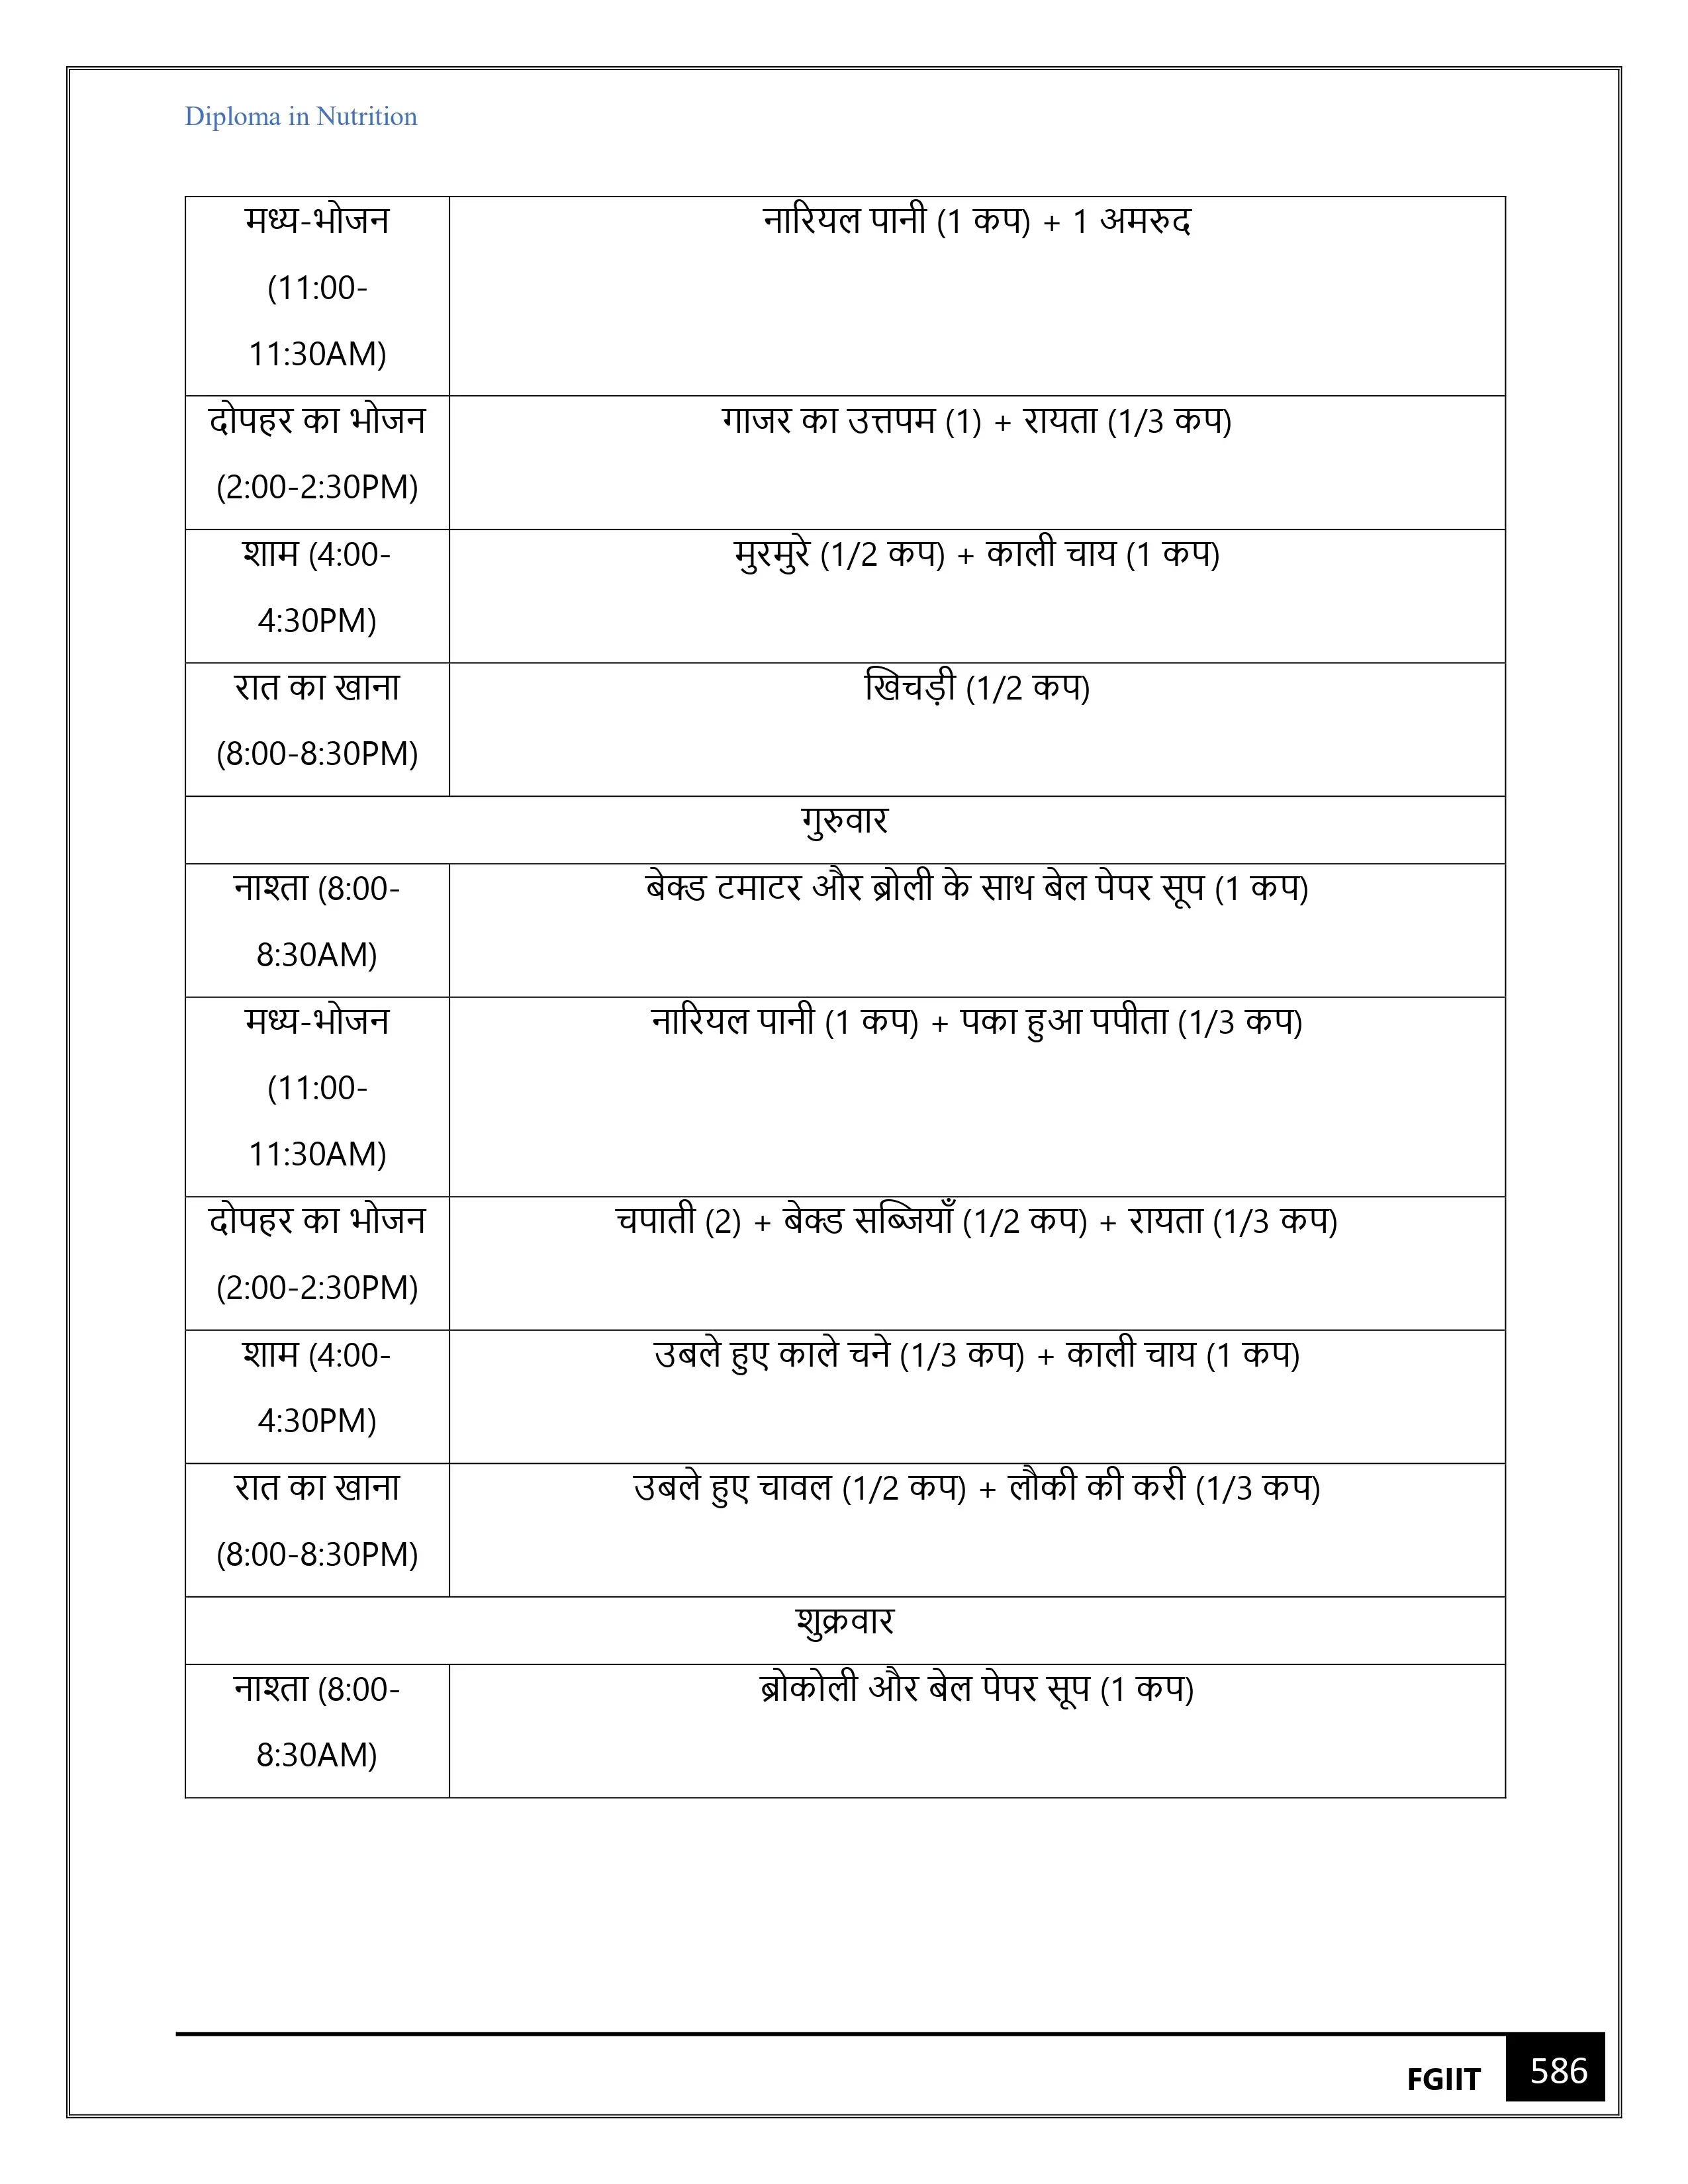 Diploma in Nutrition
मध्य-भोजन
(11:00-
11:30AM)
नारियल पानी (1 कप) + 1 अमरुद
दोपहर का भोजन
(2:00-2:30PM)
गाजर का उत्तपम (1) + रायता (1/3 कप)
शाम (4:00-
4:30PM)
मुरमुरे (1/2 कप) + काली चाय (1 कप)
रात का खाना
(8:00-8:30PM)
खिचड़ी (1/2 कप)
गुरुवार
नाश्ता (8:00-
8:30AM)
बेक्ड टमाटर और ब्रोली के साथ बेल पेपर सूप (1 कप)
मध्य-भोजन
(11:00-
11:30AM)
नारियल पानी (1 कप) + पका हुआ पपीता (1/3 कप)
दोपहर का भोजन
(2:00-2:30PM)
चपाती (2) + बेक्ड सब्जियाँ (1/2 कप) + रायता (1/3 कप)
शाम (4:00-
4:30PM)
उबले हुए काले चने (1/3 कप) + काली चाय (1 कप)
रात का खाना
(8:00-8:30PM)
उबले हुए चावल (1/2 कप) + लौकी की करी (1/3 कप)
शुक्रवार
नाश्ता (8:00-
8:30AM)
ब्रोकोली और बेल पेपर सूप (1 कप)
FGIIT 586